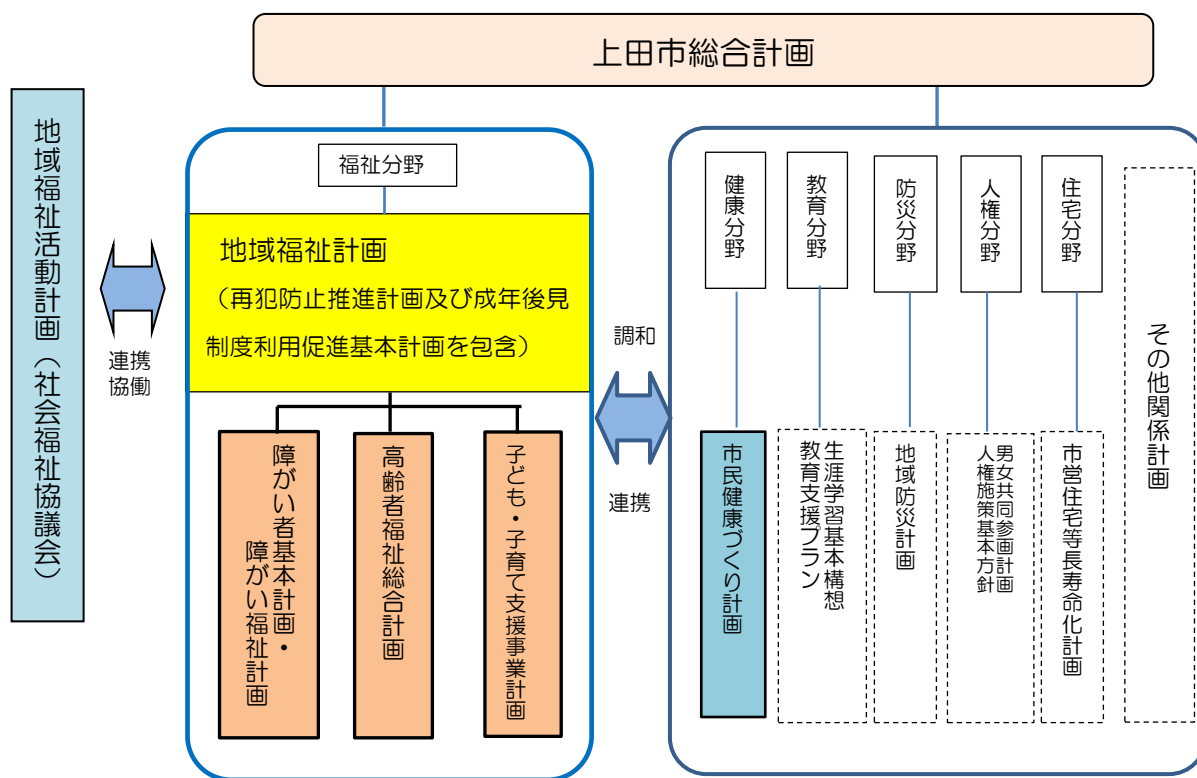 上田市総合計画
地域福祉活動計画（社会福祉協議会）
連携
協働
福祉分野
地域福祉計画
（再犯防止推進計画及び成年後見
制度利用促進基本計画を包含）
障がい者基本計画・
障がい福祉計画
高齢者福祉総合計画
子ども・子育て支援事業計画
調和
連携
健康分野
教育分野
防災分野
人権分野
住宅分野
市民健康づくり計画
生涯学習基本構想
教育支援プラン
地域防災計画
男女共同参画計画
人権施策基本方針
市営住宅等長寿命化計画
その他関係計画